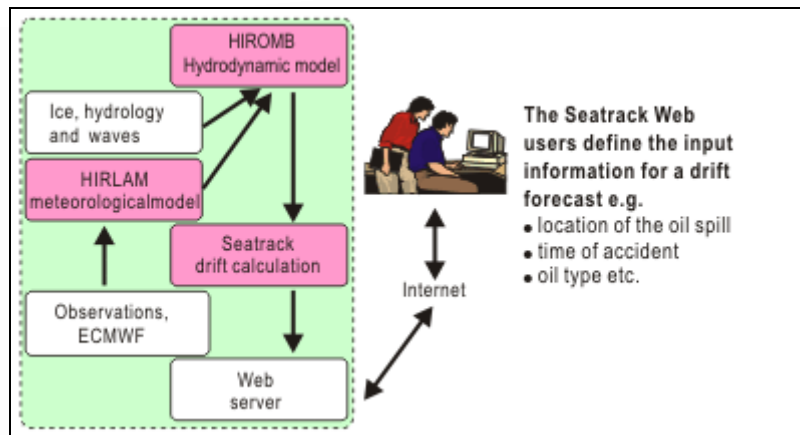 HIROMB
Hydrodynamic model
Ice, hydrology
and waves
HIRLAM
meteorologicalmodel
Seatrack
drift calculation
Observations,
ECMWF
Web
server
Internet
The Seatrack Web
users define the input
information for a drift
forecast e.g.
• location of the oil spill
• time of accident
• oil type etc.